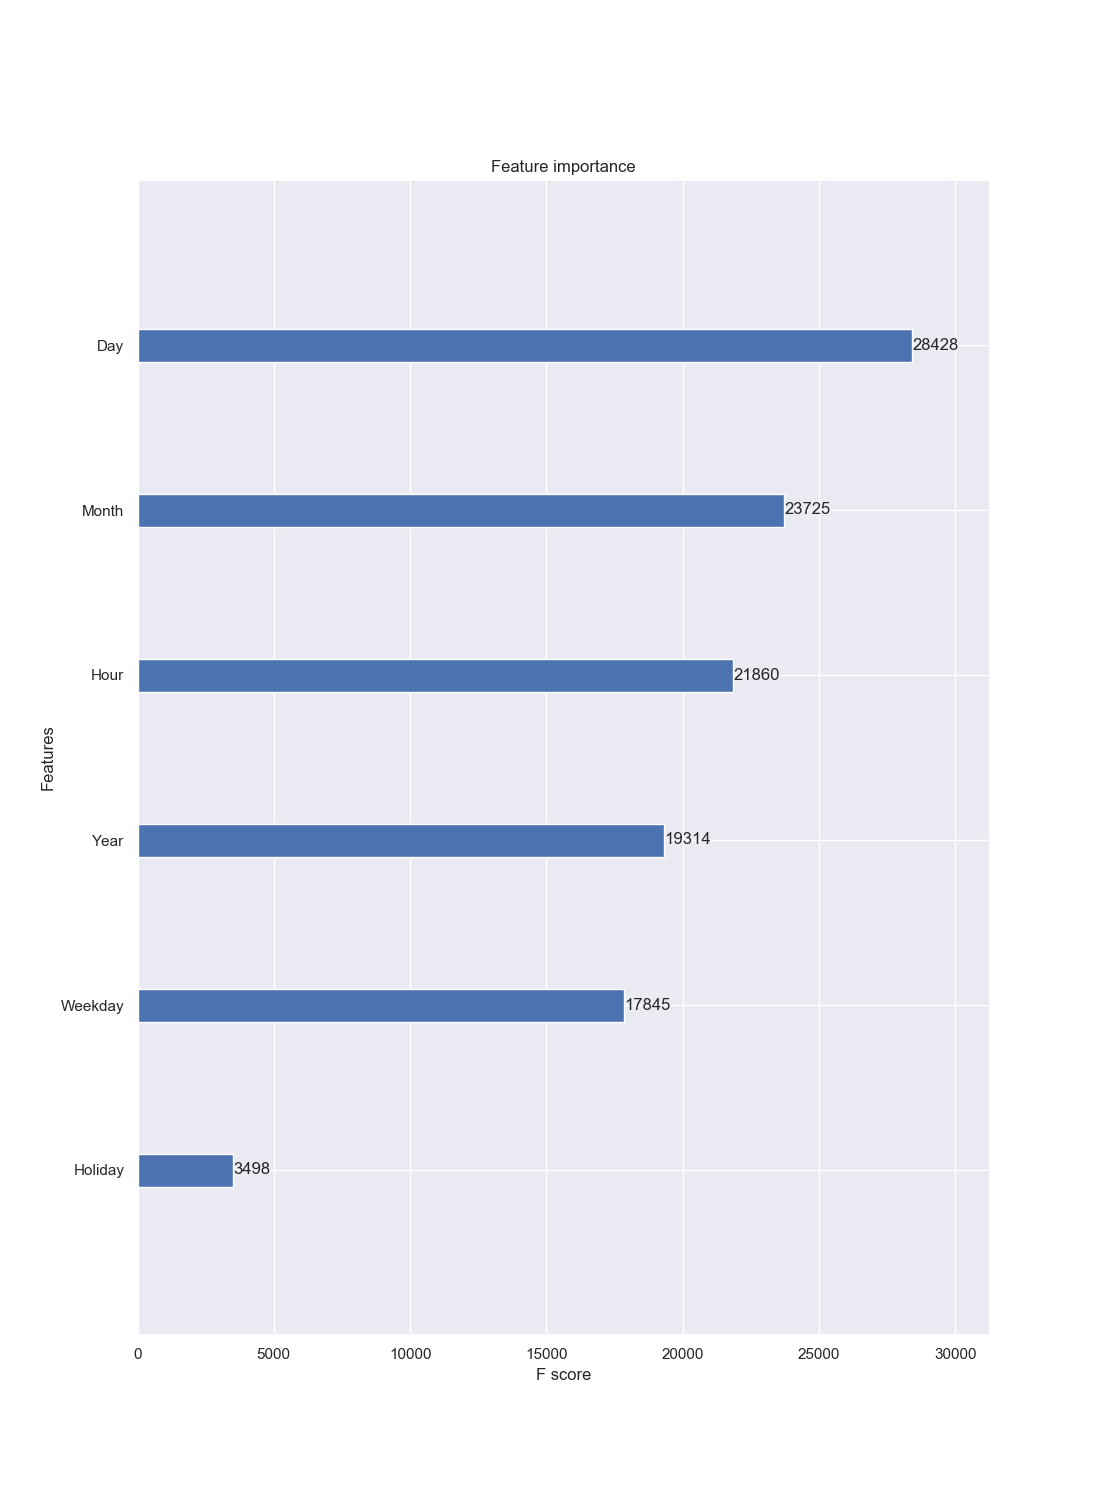 Feature importance
Day
28428
Month
23725
Hour
21860
Features
Year
19314
Weekday
17845
Holiday
3498
0 5000 10000 15000 20000 25000 30000
F score